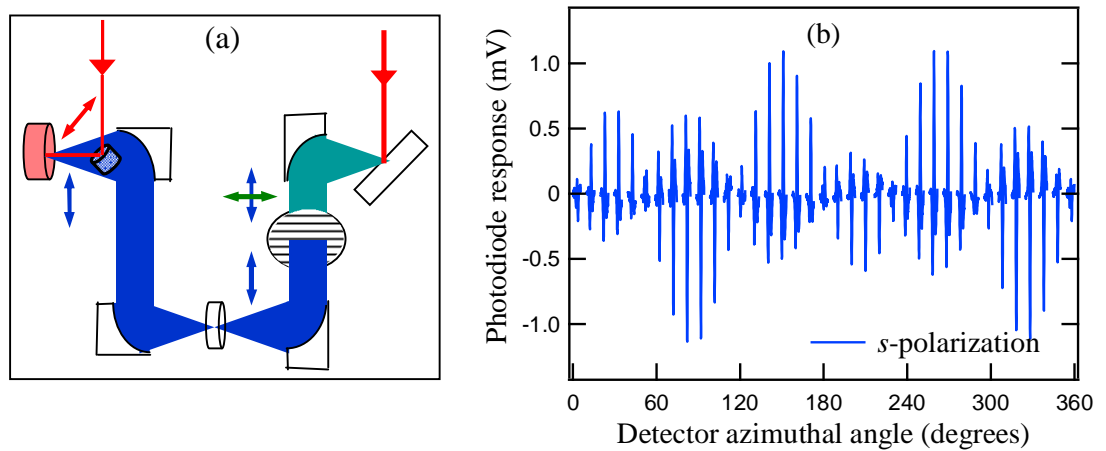 (a)
(b)
Photodiode response (mV)
1.0
0.5
0
-0.5
-1.0
s-polarization
0 60 120 180 240 300 360
Detector azimuthal angle (degrees)